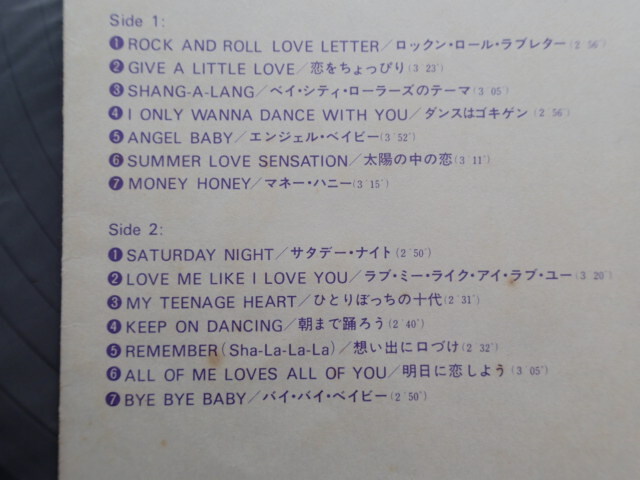 Side 1:
❶ ROCK AND ROLL LOVE LETTER/ロックン・ロール・ラブレター(2′56″)
❷ GIVE A LITTLE LOVE/恋をちょっぴり(3′23″)
❸ SHANG-A-LANG/ベイ・シティ・ローラーズのテーマ(3′05″)
❹ I ONLY WANNA DANCE WITH YOU/ダンスはゴキゲン(2′56″)
❺ ANGEL BABY/エンジェル・ベイビー(3′52″)
❻ SUMMER LOVE SENSATION/太陽の中の恋(3′11″)
❼ MONEY HONEY/マネー・ハニー(3′15″)
Side 2:
❶ SATURDAY NIGHT/サタデー・ナイト(2′50″)
❷ LOVE ME LIKE I LOVE YOU/ラブ・ミー・ライク・アイ・ラブ・ユー(3′20″)
❸ MY TEENAGE HEART/ひとりぼっちの十代(2′31″)
❹ KEEP ON DANCING/朝まで踊ろう(2′40″)
❺ REMEMBER(Sha-La-La-La)/想い出に口づけ(2′32″)
❻ ALL OF ME LOVES ALL OF YOU/明日に恋しよう(3′05″)
❼ BYE BYE BABY/バイ・バイ・ベイビー(2′50″)